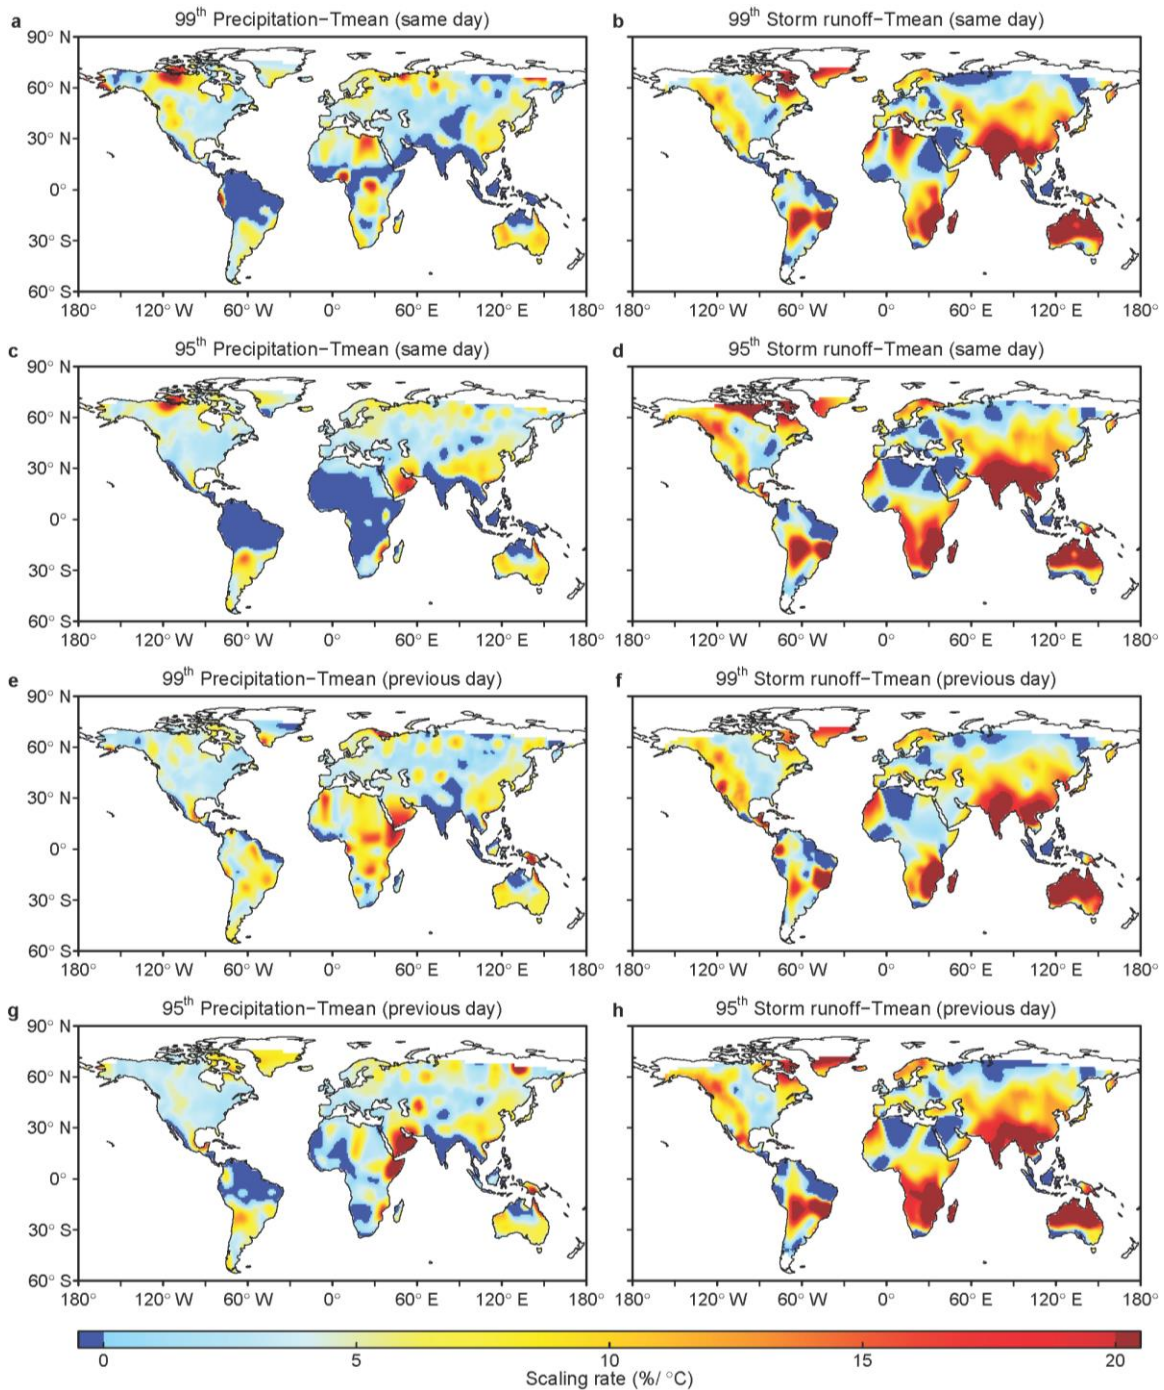 a 99th Precipitation−Tmean (same day)
b 99th Storm runoff−Tmean (same day)
90° N
60° N
30° N
0°
30° S
60° S
180° 120° W 60° W 0° 60° E 120° E 180°
180° 120° W 60° W 0° 60° E 120° E 180°
c 95th Precipitation−Tmean (same day)
d 95th Storm runoff−Tmean (same day)
90° N
60° N
30° N
0°
30° S
60° S
180° 120° W 60° W 0° 60° E 120° E 180°
180° 120° W 60° W 0° 60° E 120° E 180°
e 99th Precipitation−Tmean (previous day)
f 99th Storm runoff−Tmean (previous day)
90° N
60° N
30° N
0°
30° S
60° S
180° 120° W 60° W 0° 60° E 120° E 180°
180° 120° W 60° W 0° 60° E 120° E 180°
g 95th Precipitation−Tmean (previous day)
h 95th Storm runoff−Tmean (previous day)
90° N
60° N
30° N
0°
30° S
60° S
180° 120° W 60° W 0° 60° E 120° E 180°
180° 120° W 60° W 0° 60° E 120° E 180°
0 5 10 15 20
Scaling rate (%/ °C)